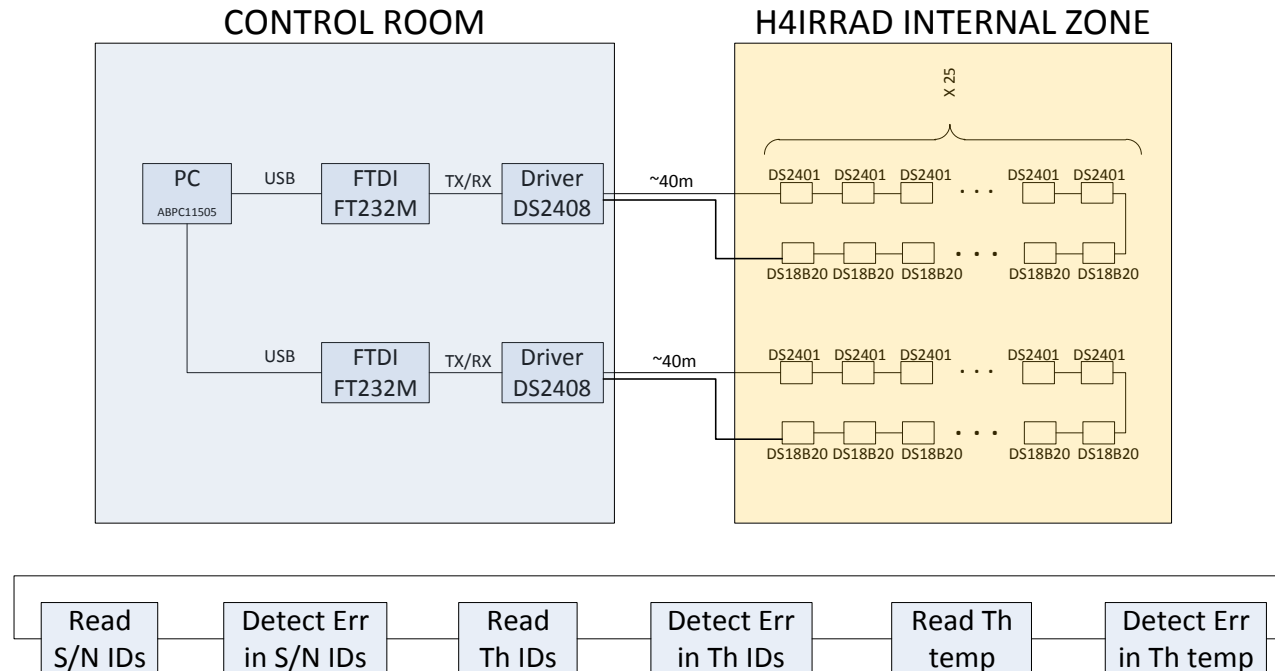 CONTROL ROOM
H4IRRAD INTERNAL ZONE
X 25
PC
ABPC11505
USB
FTDI
FT232M
TX/RX
Driver
DS2408
~40m
DS2401 DS2401 DS2401 . . . DS2401 DS2401
. . .
DS18B20 DS18B20 DS18B20 DS18B20 DS18B20
USB
FTDI
FT232M
TX/RX
Driver
DS2408
~40m
DS2401 DS2401 DS2401 . . . DS2401 DS2401
. . .
DS18B20 DS18B20 DS18B20 DS18B20 DS18B20
Read
S/N IDs
Detect Err
in S/N IDs
Read
Th IDs
Detect Err
in Th IDs
Read Th
temp
Detect Err
in Th temp